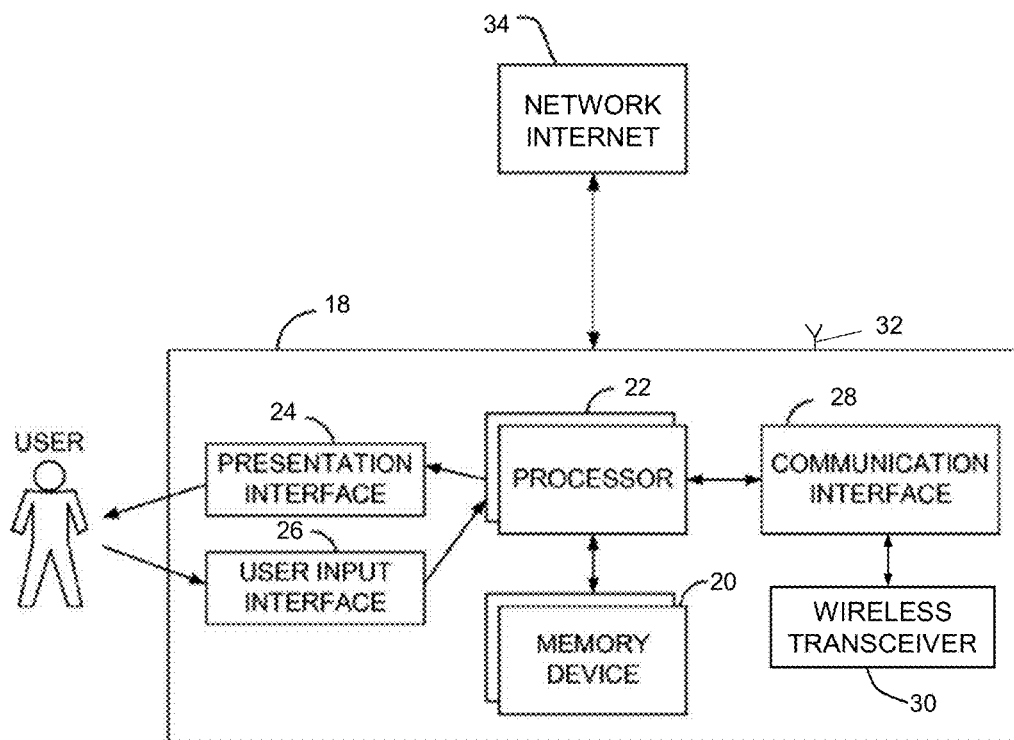 34
NETWORK
INTERNET
18
32
USER
24
PRESENTATION
INTERFACE
26
USER INPUT
INTERFACE
22
PROCESSOR
20
MEMORY
DEVICE
28
COMMUNICATION
INTERFACE
WIRELESS
TRANSCEIVER
30